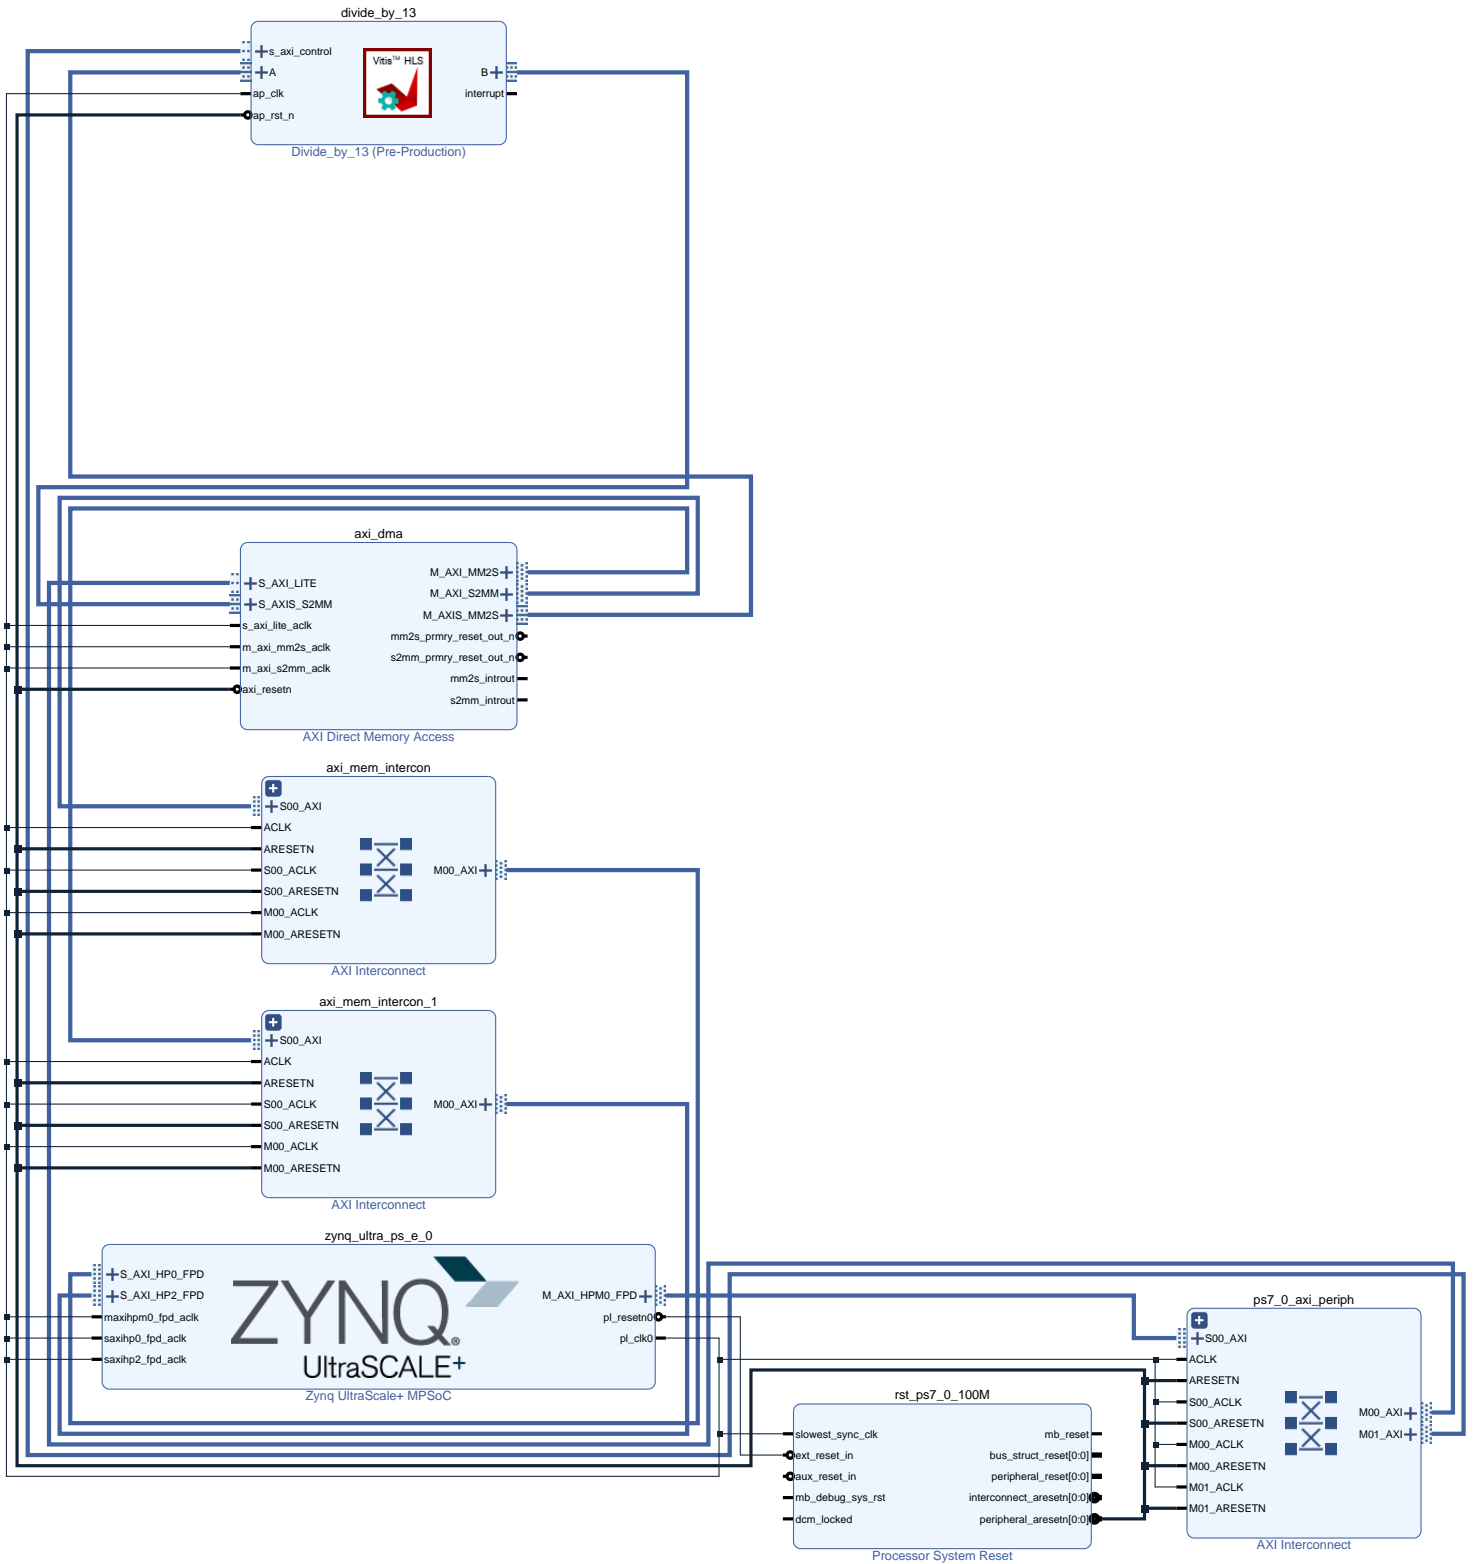 divide_by_13
s_axi_control
A
ap_clk
ap_rst_n
Vitis™ HLS
B
interrupt
Divide_by_13 (Pre-Production)
axi_dma
S_AXI_LITE
S_AXIS_S2MM
s_axi_lite_aclk
m_axi_mm2s_aclk
m_axi_s2mm_aclk
axi_resetn
M_AXI_MM2S
M_AXI_S2MM
M_AXIS_MM2S
mm2s_prmry_reset_out_n
s2mm_prmry_reset_out_n
mm2s_introut
s2mm_introut
AXI Direct Memory Access
axi_mem_intercon
S00_AXI
ACLK
ARESETN
S00_ACLK
S00_ARESETN
M00_ACLK
M00_ARESETN
M00_AXI
AXI Interconnect
axi_mem_intercon_1
S00_AXI
ACLK
ARESETN
S00_ACLK
S00_ARESETN
M00_ACLK
M00_ARESETN
M00_AXI
AXI Interconnect
zynq_ultra_ps_e_0
S_AXI_HP0_FPD
S_AXI_HP2_FPD
maxihpm0_fpd_aclk
saxihp0_fpd_aclk
saxihp2_fpd_aclk
ZYNQ®
UltraSCALE+
M_AXI_HPM0_FPD
pl_resetn0
pl_clk0
Zynq UltraScale+ MPSoC
rst_ps7_0_100M
slowest_sync_clk
ext_reset_in
aux_reset_in
mb_debug_sys_rst
dcm_locked
mb_reset
bus_struct_reset[0:0]
peripheral_reset[0:0]
interconnect_aresetn[0:0]
peripheral_aresetn[0:0]
Processor System Reset
ps7_0_axi_periph
S00_AXI
ACLK
ARESETN
S00_ACLK
S00_ARESETN
M00_ACLK
M00_ARESETN
M01_ACLK
M01_ARESETN
M00_AXI
M01_AXI
AXI Interconnect